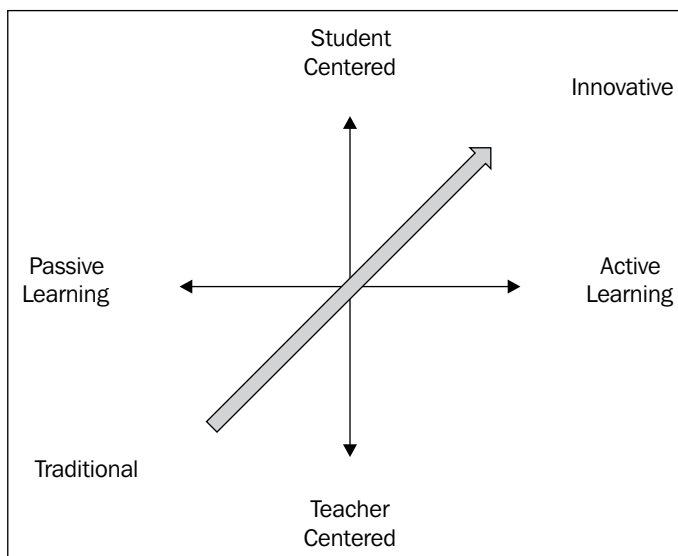 Student
Centered
Innovative
Passive
Learning
Active
Learning
Traditional
Teacher
Centered